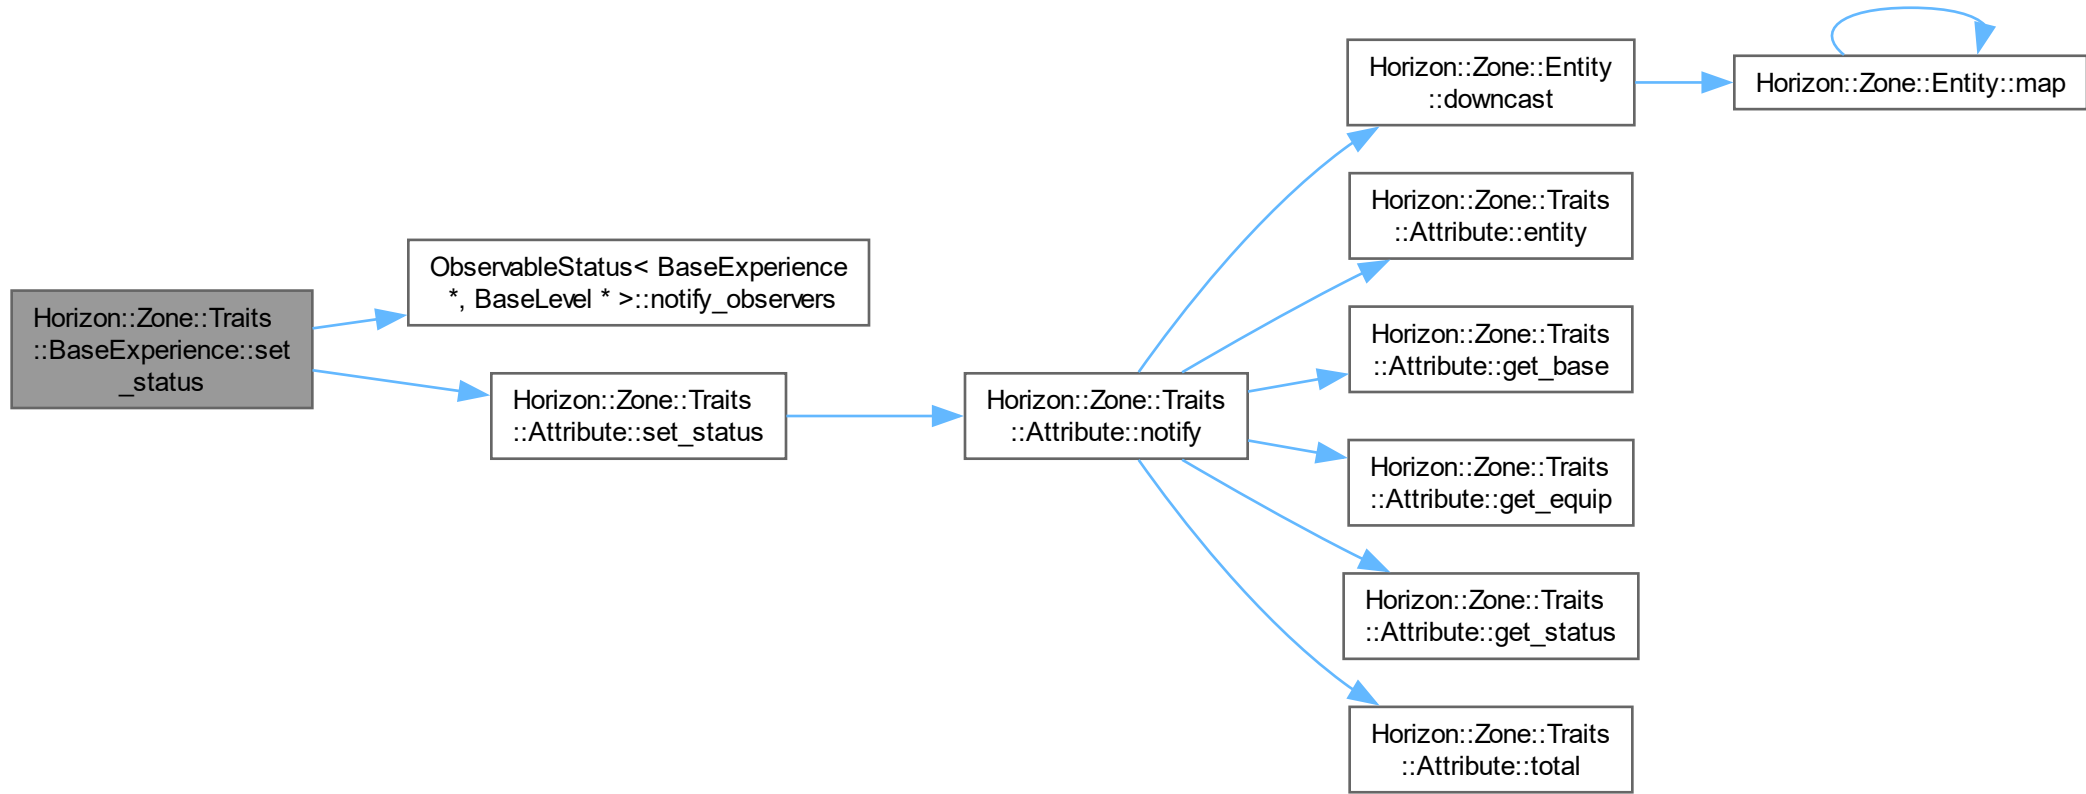 Horizon::Zone::Traits
::BaseExperience::set
_status
ObservableStatus< BaseExperience
*, BaseLevel * >::notify_observers
Horizon::Zone::Traits
::Attribute::set_status
Horizon::Zone::Traits
::Attribute::notify
Horizon::Zone::Entity
::downcast
Horizon::Zone::Entity::map
Horizon::Zone::Traits
::Attribute::entity
Horizon::Zone::Traits
::Attribute::get_base
Horizon::Zone::Traits
::Attribute::get_equip
Horizon::Zone::Traits
::Attribute::get_status
Horizon::Zone::Traits
::Attribute::total